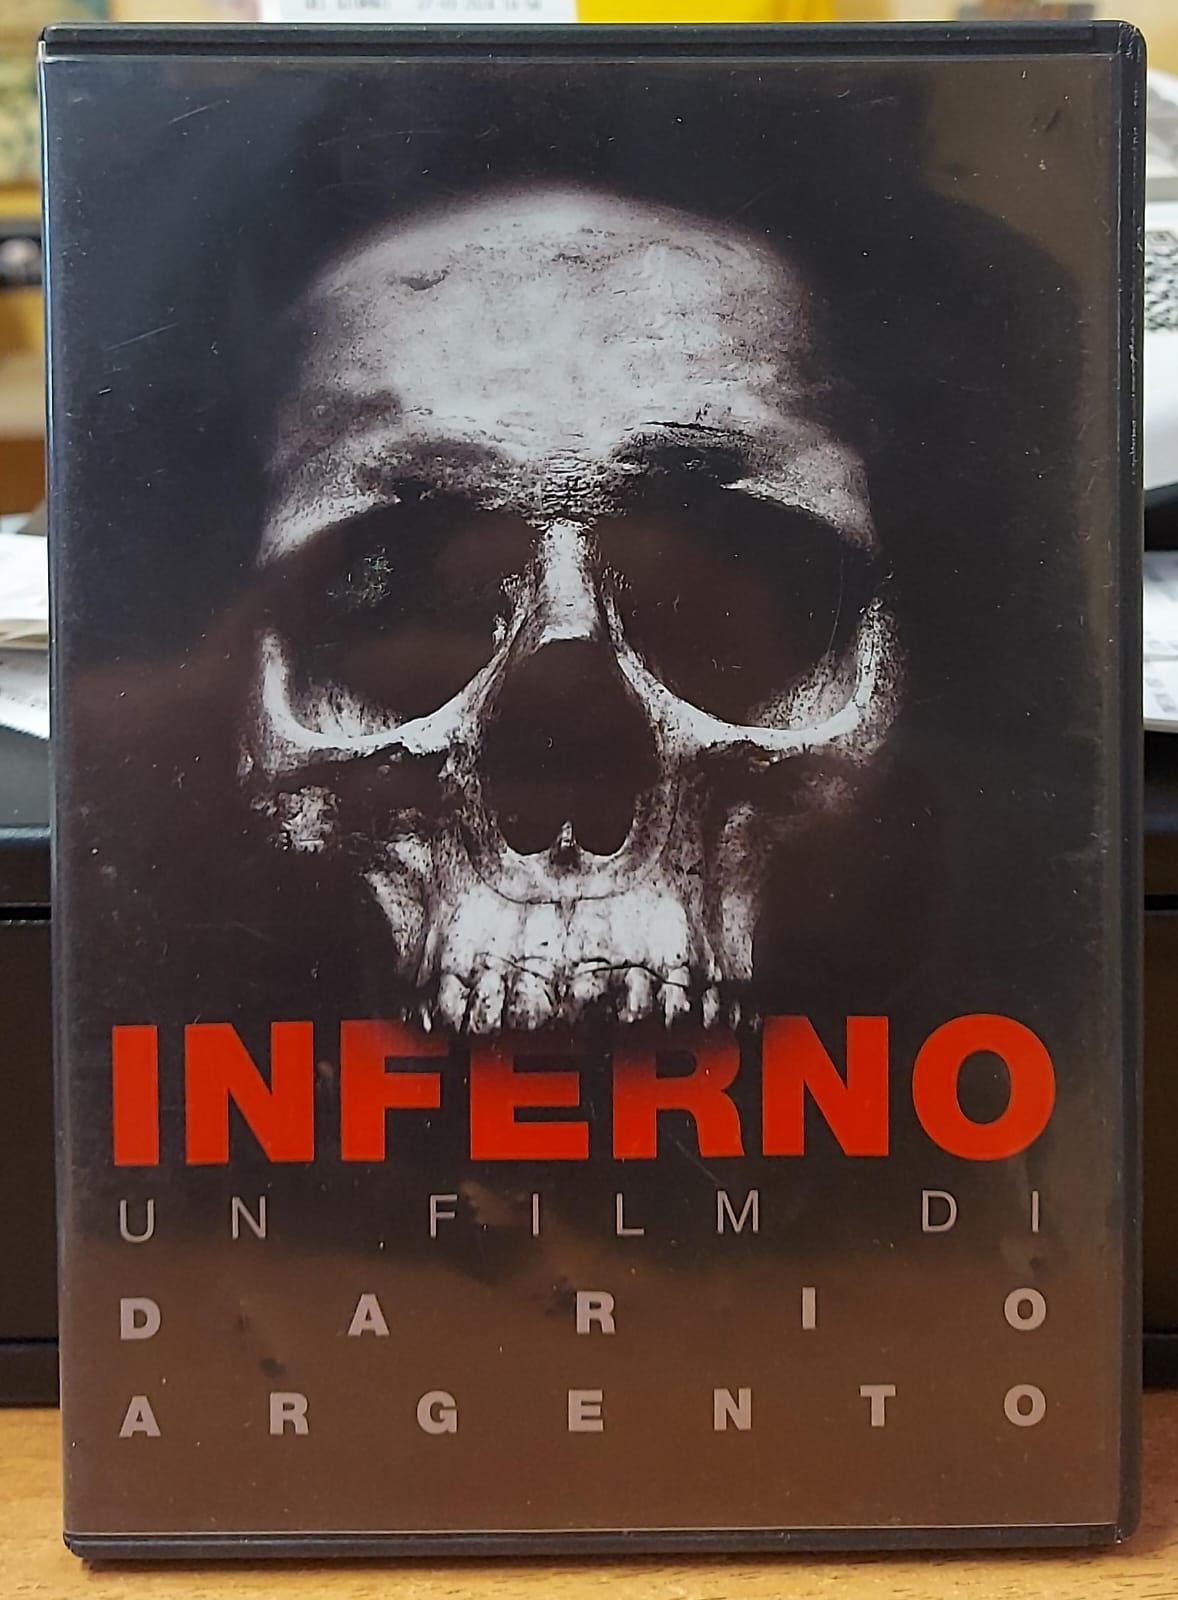 INFERNO
UN FILM DI
DARIO
ARGENTO